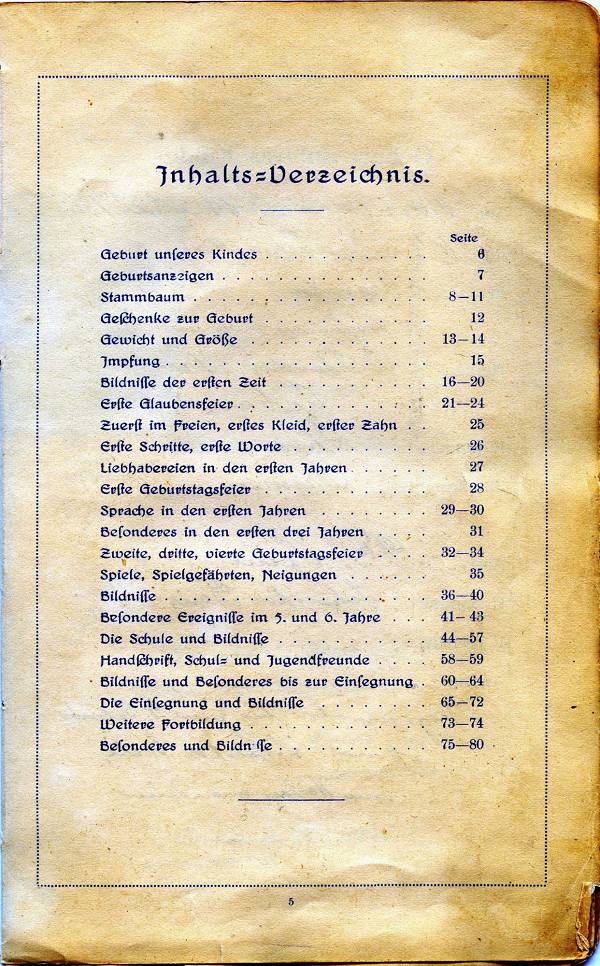 Inhalts=Verzeichnis.
Seite
Geburt unſeres Kindes . . . . . . . . . . . . . 6
Geburtsanzeigen . . . . . . . . . . . . . . . . 7
Stammbaum . . . . . . . . . . . . . . . . . 8—11
Geſchenke zur Geburt . . . . . . . . . . . . . 12
Gewicht und Größe . . . . . . . . . . . . . 13—14
Impfung . . . . . . . . . . . . . . . . . . . 15
Bildniſſe der erſten Zeit . . . . . . . . . . . 16—20
Erſte Glaubensfeier . . . . . . . . . . . . . 21—24
Zuerſt im Freien, erſtes Kleid, erſter Zahn . . 25
Erſte Schritte, erſte Worte . . . . . . . . . . 26
Liebhabereien in den erſten Jahren . . . . . . 27
Erſte Geburtstagsfeier . . . . . . . . . . . . 28
Sprache in den erſten Jahren . . . . . . . . 29—30
Beſonderes in den erſten drei Jahren . . . . . 31
Zweite, dritte, vierte Geburtstagsfeier . . . . 32—34
Spiele, Spielgefährten, Neigungen . . . . . . 35
Bildniſſe . . . . . . . . . . . . . . . . . . 36—40
Beſondere Ereigniſſe im 5. und 6. Jahre . . . 41—43
Die Schule und Bildniſſe . . . . . . . . . . . 44—57
Handſchrift, Schul= und Jugendfreunde . . . . 58—59
Bildniſſe und Beſonderes bis zur Einſegnung . 60—64
Die Einſegnung und Bildniſſe . . . . . . . . 65—72
Weitere Fortbildung . . . . . . . . . . . . . 73—74
Beſonderes und Bildniſſe . . . . . . . . . . . 75—80
5